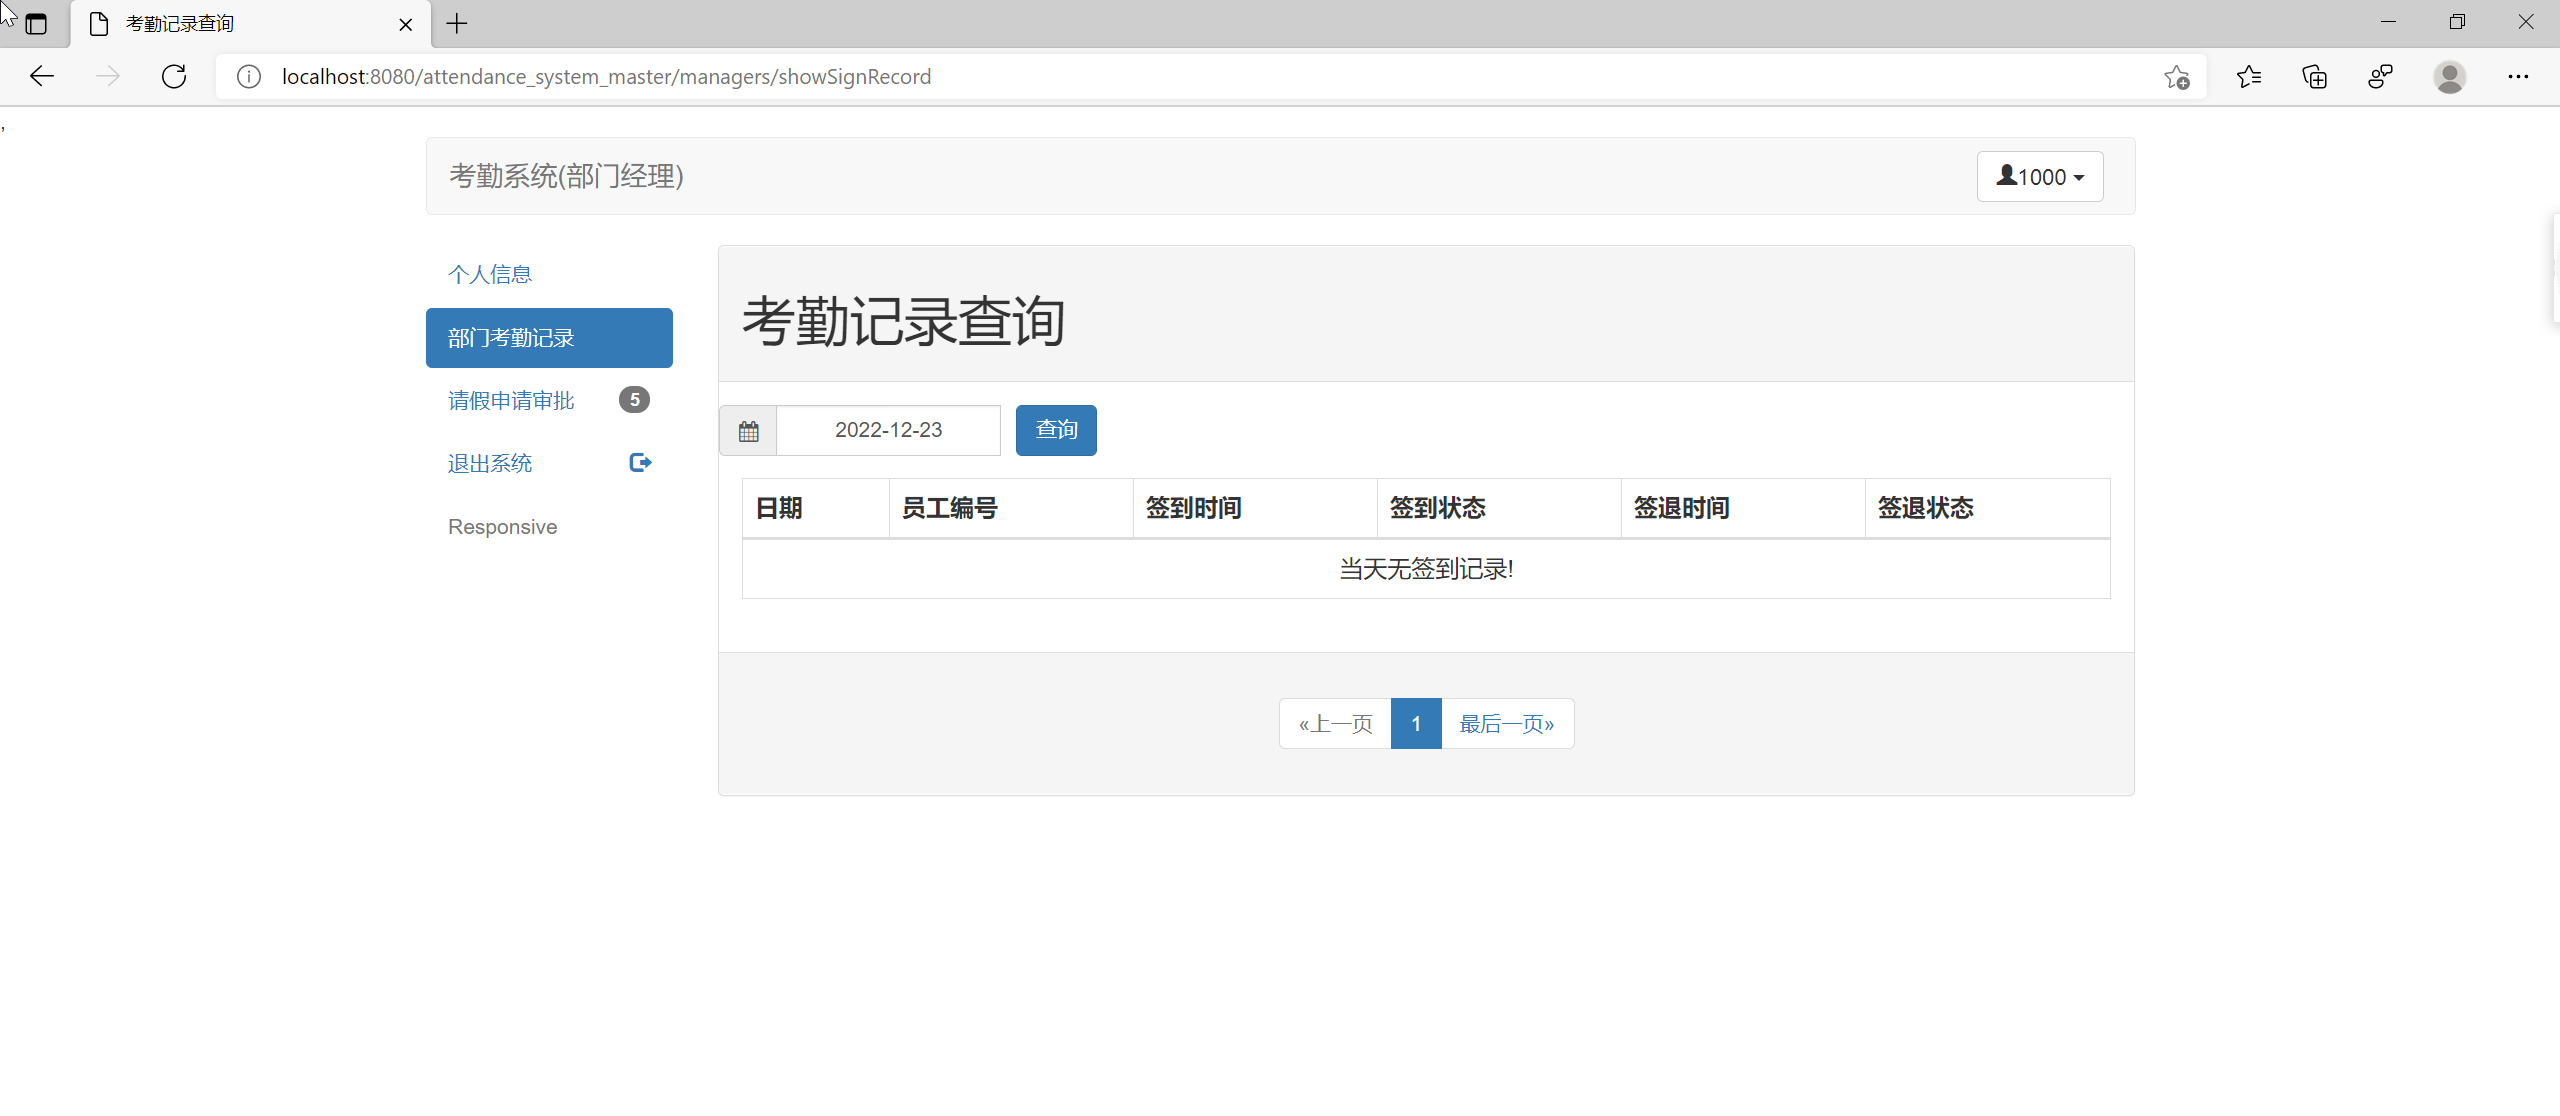 考勤记录查询
localhost:8080/attendance_system_master/managers/showSignRecord
,
考勤系统(部门经理)
1000
个人信息
部门考勤记录
请假申请审批 5
退出系统
Responsive
考勤记录查询
2022-12-23 查询
日期 员工编号 签到时间 签到状态 签退时间 签退状态
当天无签到记录!
«上一页 1 最后一页»